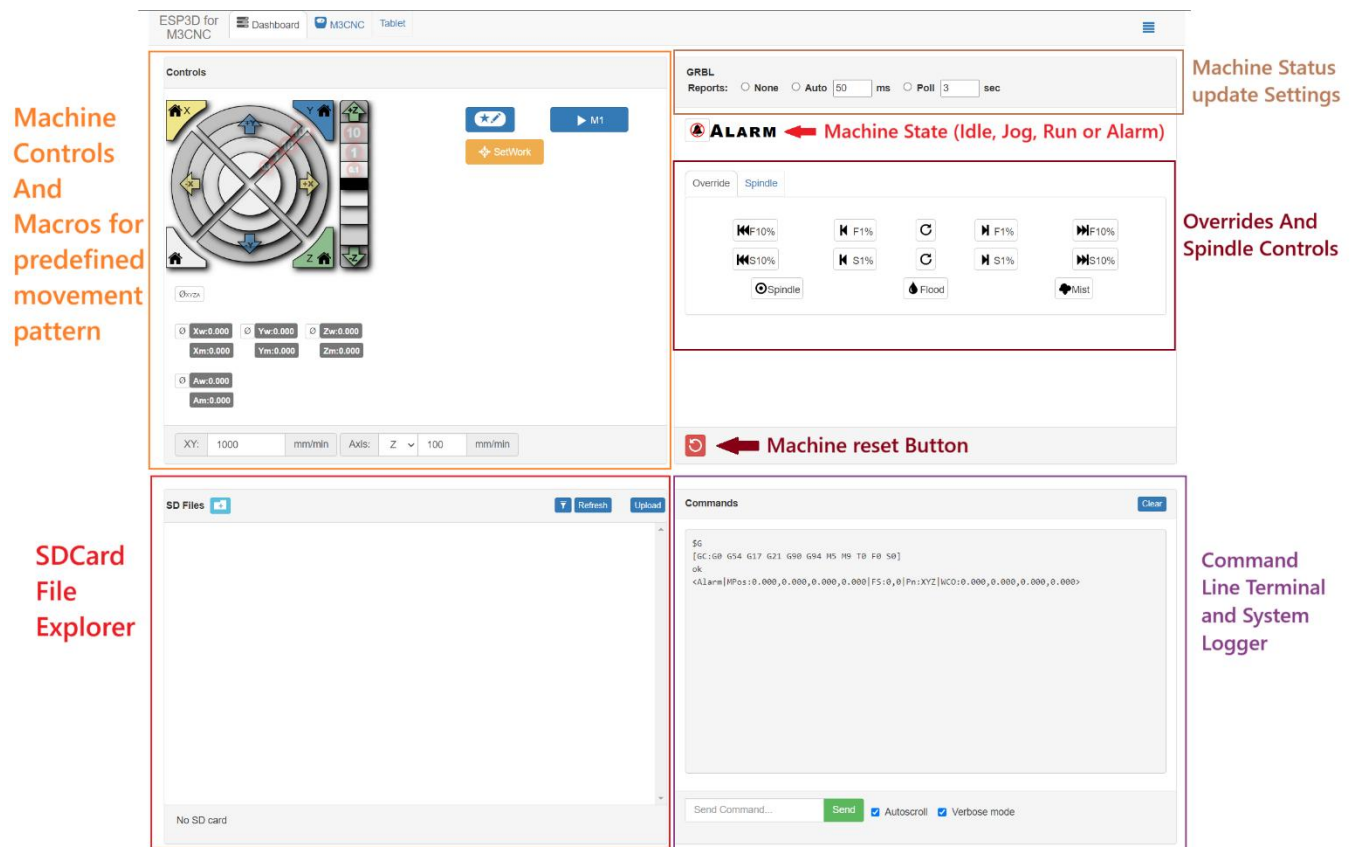 ESP3D for
M3CNC
Dashboard
M3CNC
Tablet
Machine
Controls
And
Macros for
predefined
movement
pattern
Controls
X
Y
+Z
+Y
-X
+X
-Y
Z
-Z
10
1
0.1
M1
SetWork
ØXYZA
Ø Xw:0.000 Ø Yw:0.000 Ø Zw:0.000
Xm:0.000 Ym:0.000 Zm:0.000
Ø Aw:0.000
Am:0.000
XY: 1000 mm/min Axis: Z 100 mm/min
GRBL
Reports: None Auto 50 ms Poll 3 sec
Machine Status
update Settings
ALARM Machine State (Idle, Jog, Run or Alarm)
Override Spindle
F10% F1% F1% F10%
S10% S1% S1% S10%
Spindle Flood Mist
Overrides And
Spindle Controls
Machine reset Button
SDCard
File
Explorer
SD Files Refresh Upload
No SD card
Commands Clear
$G
[GC:G0 G54 G17 G21 G90 G94 M5 M9 T0 F0 S0]
ok
<Alarm|MPos:0.000,0.000,0.000,0.000|FS:0,0|Pn:XYZ|WCO:0.000,0.000,0.000,0.000>
Send Command... Send Autoscroll Verbose mode
Command
Line Terminal
and System
Logger